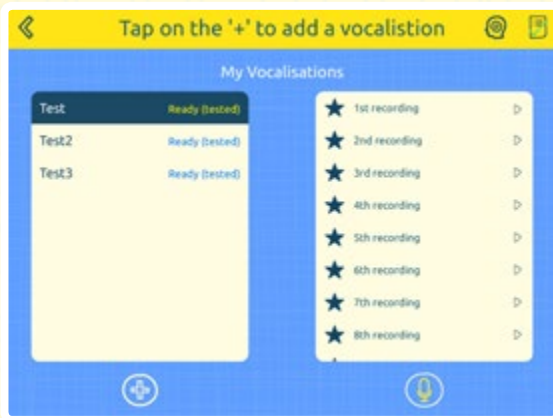 Tap on the '+' to add a vocalistion
My Vocalisations
Test Ready (tested)
Test2 Ready (tested)
Test3 Ready (tested)
1st recording
2nd recording
3rd recording
4th recording
5th recording
6th recording
7th recording
8th recording